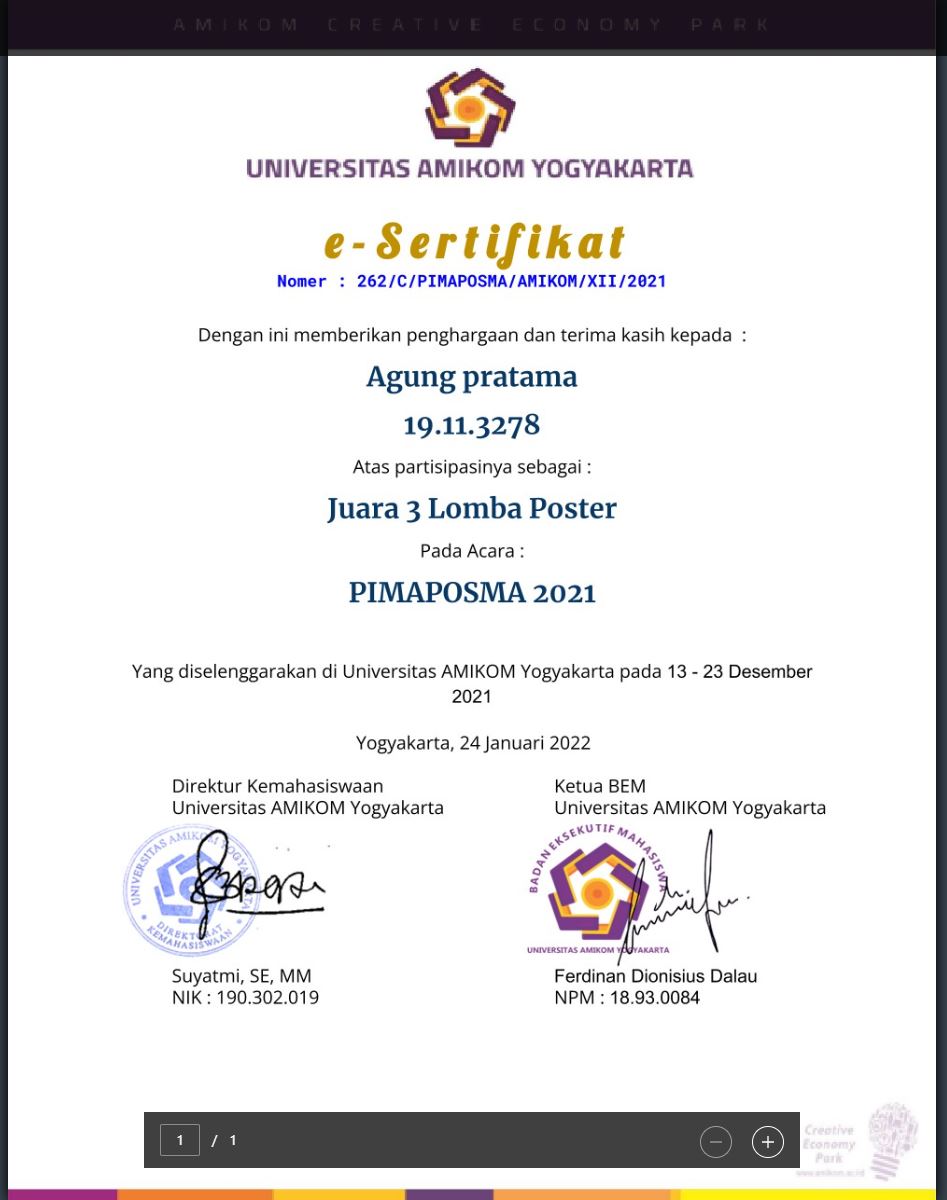 AMIKOM CREATIVE ECONOMY PARK
UNIVERSITAS AMIKOM YOGYAKARTA
e-Sertifikat
Nomer : 262/C/PIMAPOSMA/AMIKOM/XII/2021
Dengan ini memberikan penghargaan dan terima kasih kepada :
Agung pratama
19.11.3278
Atas partisipasinya sebagai :
Juara 3 Lomba Poster
Pada Acara :
PIMAPOSMA 2021
Yang diselenggarakan di Universitas AMIKOM Yogyakarta pada 13 - 23 Desember
2021
Yogyakarta, 24 Januari 2022
Direktur Kemahasiswaan
Universitas AMIKOM Yogyakarta
UNIVERSITAS AMIKOM YOGYAKARTA
DIREKTORAT
KEMAHASISWAAN
Suyatmi, SE, MM
NIK : 190.302.019
Ketua BEM
Universitas AMIKOM Yogyakarta
BADAN EKSEKUTIF MAHASISWA
UNIVERSITAS AMIKOM YOGYAKARTA
Ferdinan Dionisius Dalau
NPM : 18.93.0084
1 / 1
Creative
Economy
Park
www.amikom.ac.id